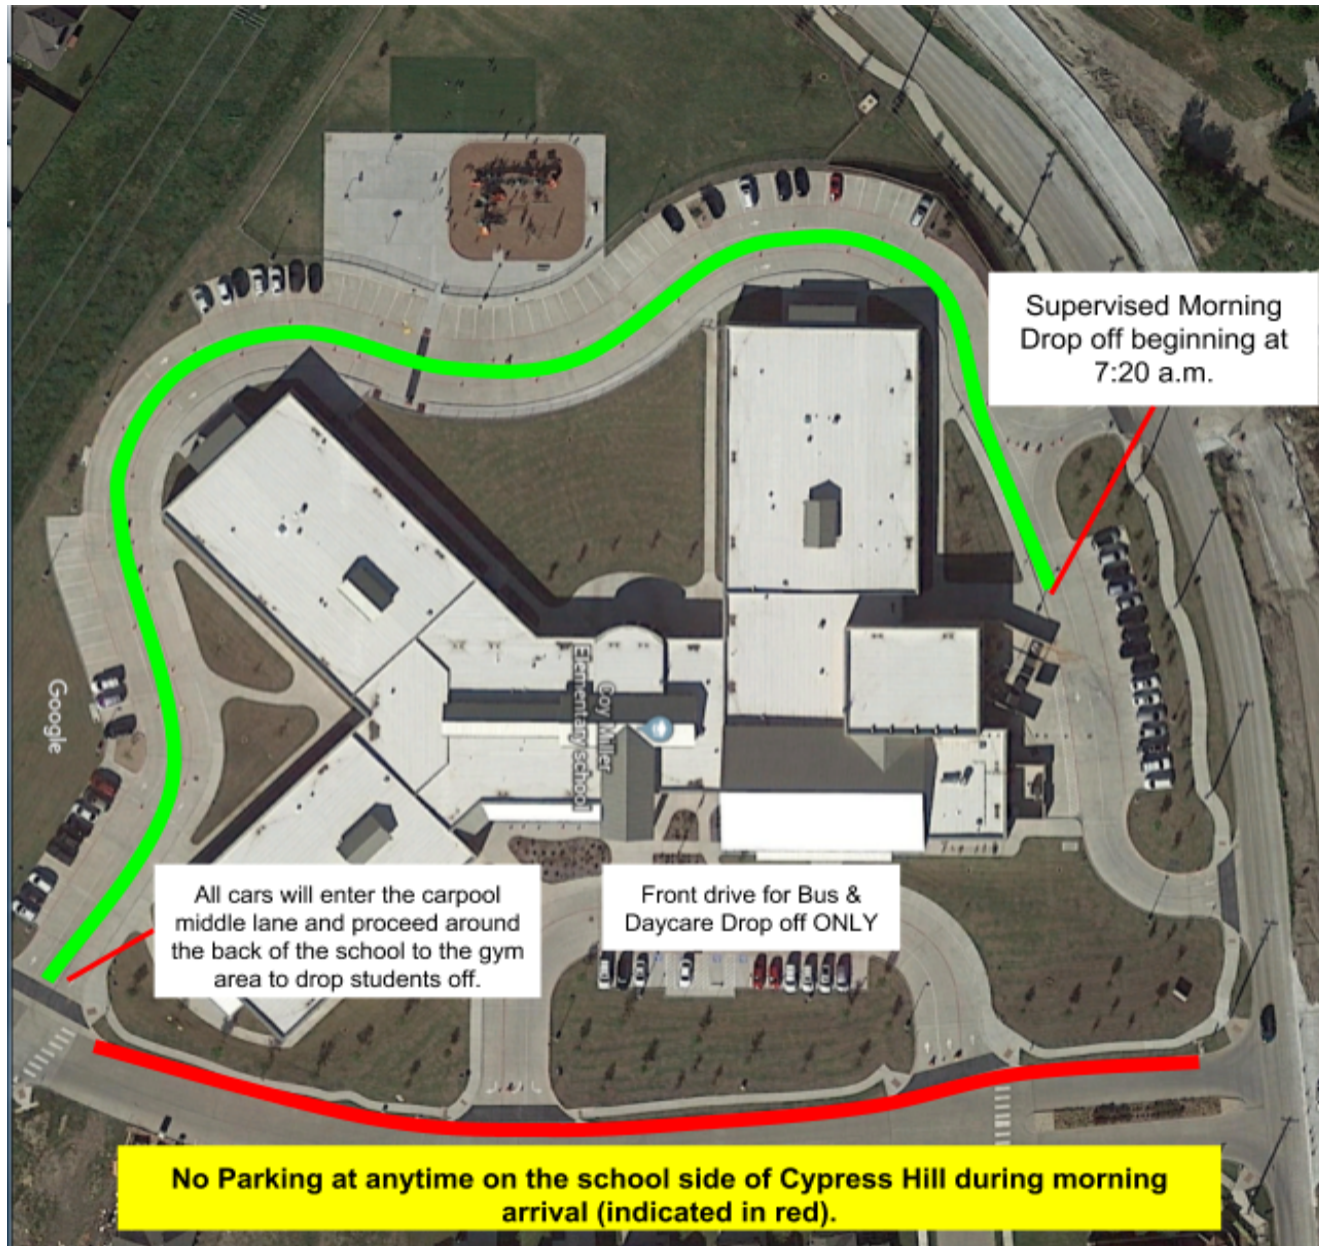 Supervised Morning
Drop off beginning at
7:20 a.m.
Google
Coy Miller
Elementary school
All cars will enter the carpool
middle lane and proceed around
the back of the school to the gym
area to drop students off.
Front drive for Bus &
Daycare Drop off ONLY
No Parking at anytime on the school side of Cypress Hill during morning
arrival (indicated in red).